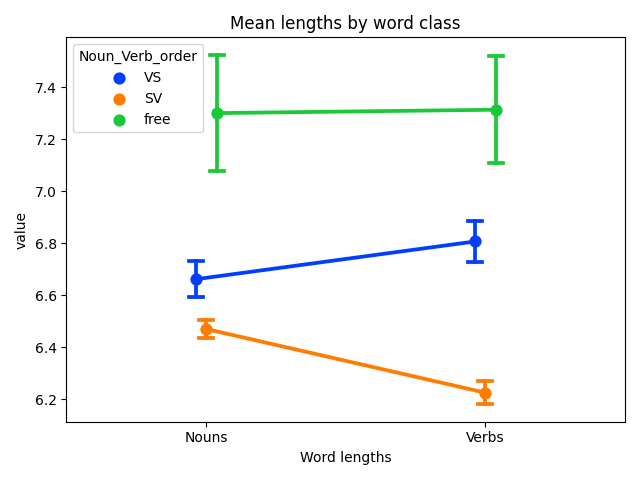 Mean lengths by word class
Noun_Verb_order
VS
SV
free
7.4
7.2
7.0
6.8
6.6
6.4
6.2
value
Nouns
Verbs
Word lengths